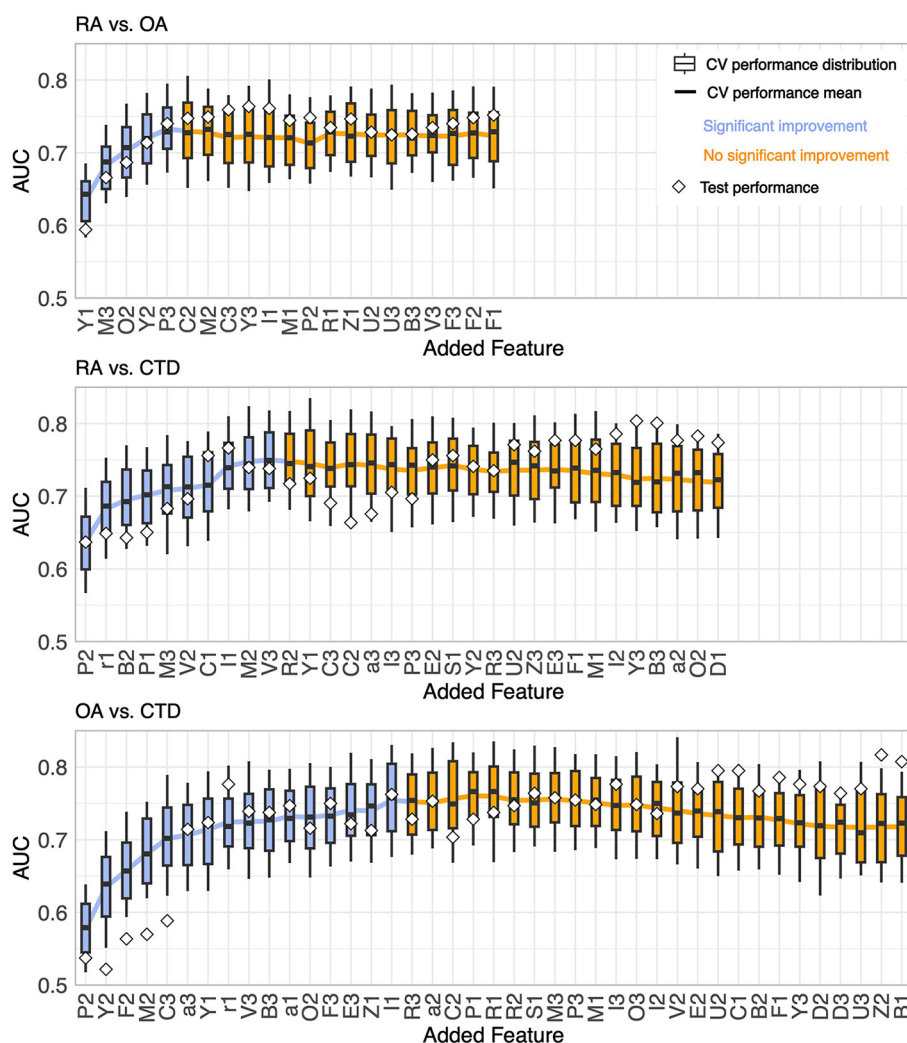 RA vs. OA
CV performance distribution
CV performance mean
Significant improvement
No significant improvement
Test performance
AUC
0.8
0.7
0.6
0.5
Y1 M3 O2 Y2 P3 C2 M2 C3 Y3 I1 M1 P2 R1 Z1 U2 U3 B3 V3 F3 F2 F1
Added Feature
RA vs. CTD
AUC
0.8
0.7
0.6
0.5
P2 r1 B2 P1 M3 V2 C1 I1 M2 V3 R2 Y1 C3 C2 a3 I3 P3 E2 S1 Y2 R3 U2 Z3 E3 F1 M1 I2 Y3 B3 a2 O2 D1
Added Feature
OA vs. CTD
AUC
0.8
0.7
0.6
0.5
P2 Y2 F2 M2 C3 a3 Y1 r1 V3 B3 a1 O2 F3 E3 Z1 I1 R3 a2 C2 P1 R1 R2 S1 M3 P3 M1 I3 O3 I2 V2 E2 U2 C1 B2 F1 Y3 D2 D3 U3 Z2 B1
Added Feature